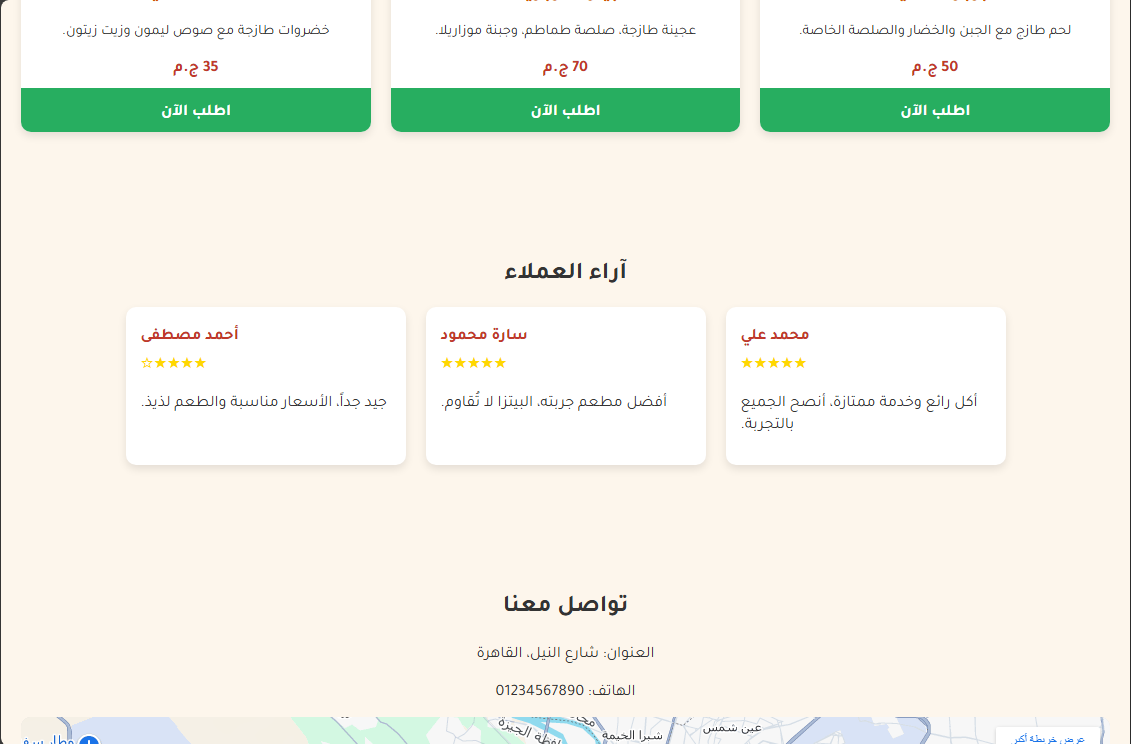 لحم طازج مع الجبن والخضار والصلصة الخاصة.
50 ج.م
اطلب الآن
عجينة طازجة، صلصة طماطم، وجبنة موزاريلا.
70 ج.م
اطلب الآن
خضروات طازجة مع صوص ليمون وزيت زيتون.
35 ج.م
اطلب الآن
آراء العملاء
محمد علي
★★★★★
أكل رائع وخدمة ممتازة، أنصح الجميع
بالتجربة.
سارة محمود
★★★★★
أفضل مطعم جربته، البيتزا لا تُقاوم.
أحمد مصطفى
★★★★☆
جيد جداً، الأسعار مناسبة والطعم لذيذ.
تواصل معنا
العنوان: شارع النيل، القاهرة
الهاتف: 01234567890
عرض خريطة أكبر
عين شمس
شبرا الخيمة
الجيزة